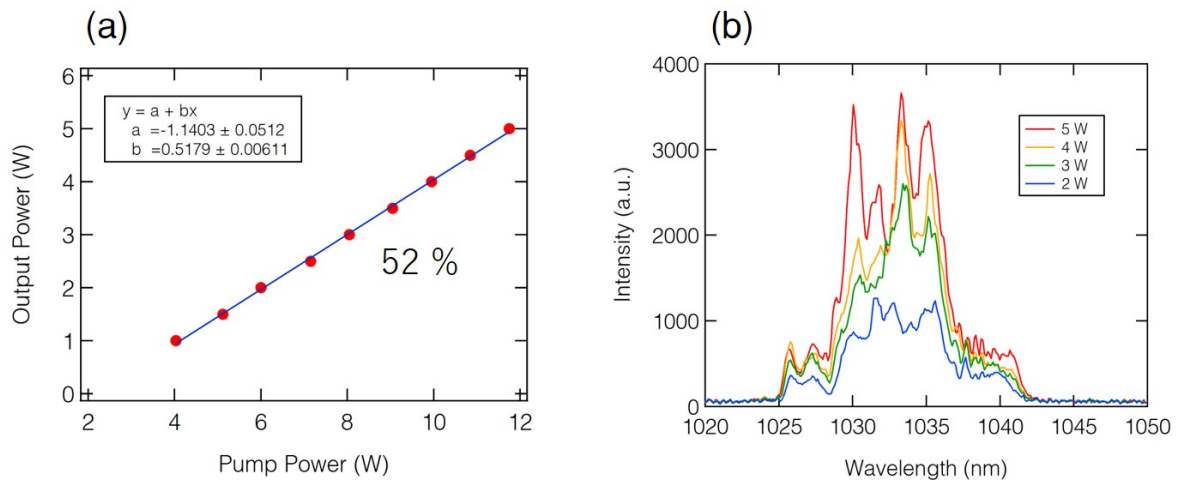 (a)
6
5
4
3
2
1
0
Output Power (W)
y = a + bx
a =-1.1403 ± 0.0512
b =0.5179 ± 0.00611
52 %
2 4 6 8 10 12
Pump Power (W)
(b)
4000
3000
2000
1000
0
Intensity (a.u.)
5 W
4 W
3 W
2 W
1020 1025 1030 1035 1040 1045 1050
Wavelength (nm)